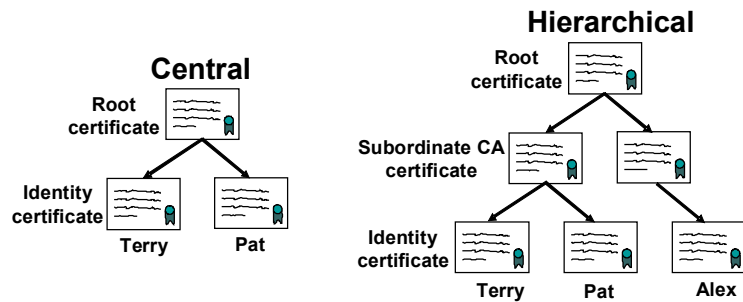 Central
Root
certificate
Identity
certificate
Terry
Pat
Hierarchical
Root
certificate
Subordinate CA
certificate
Identity
certificate
Terry
Pat
Alex